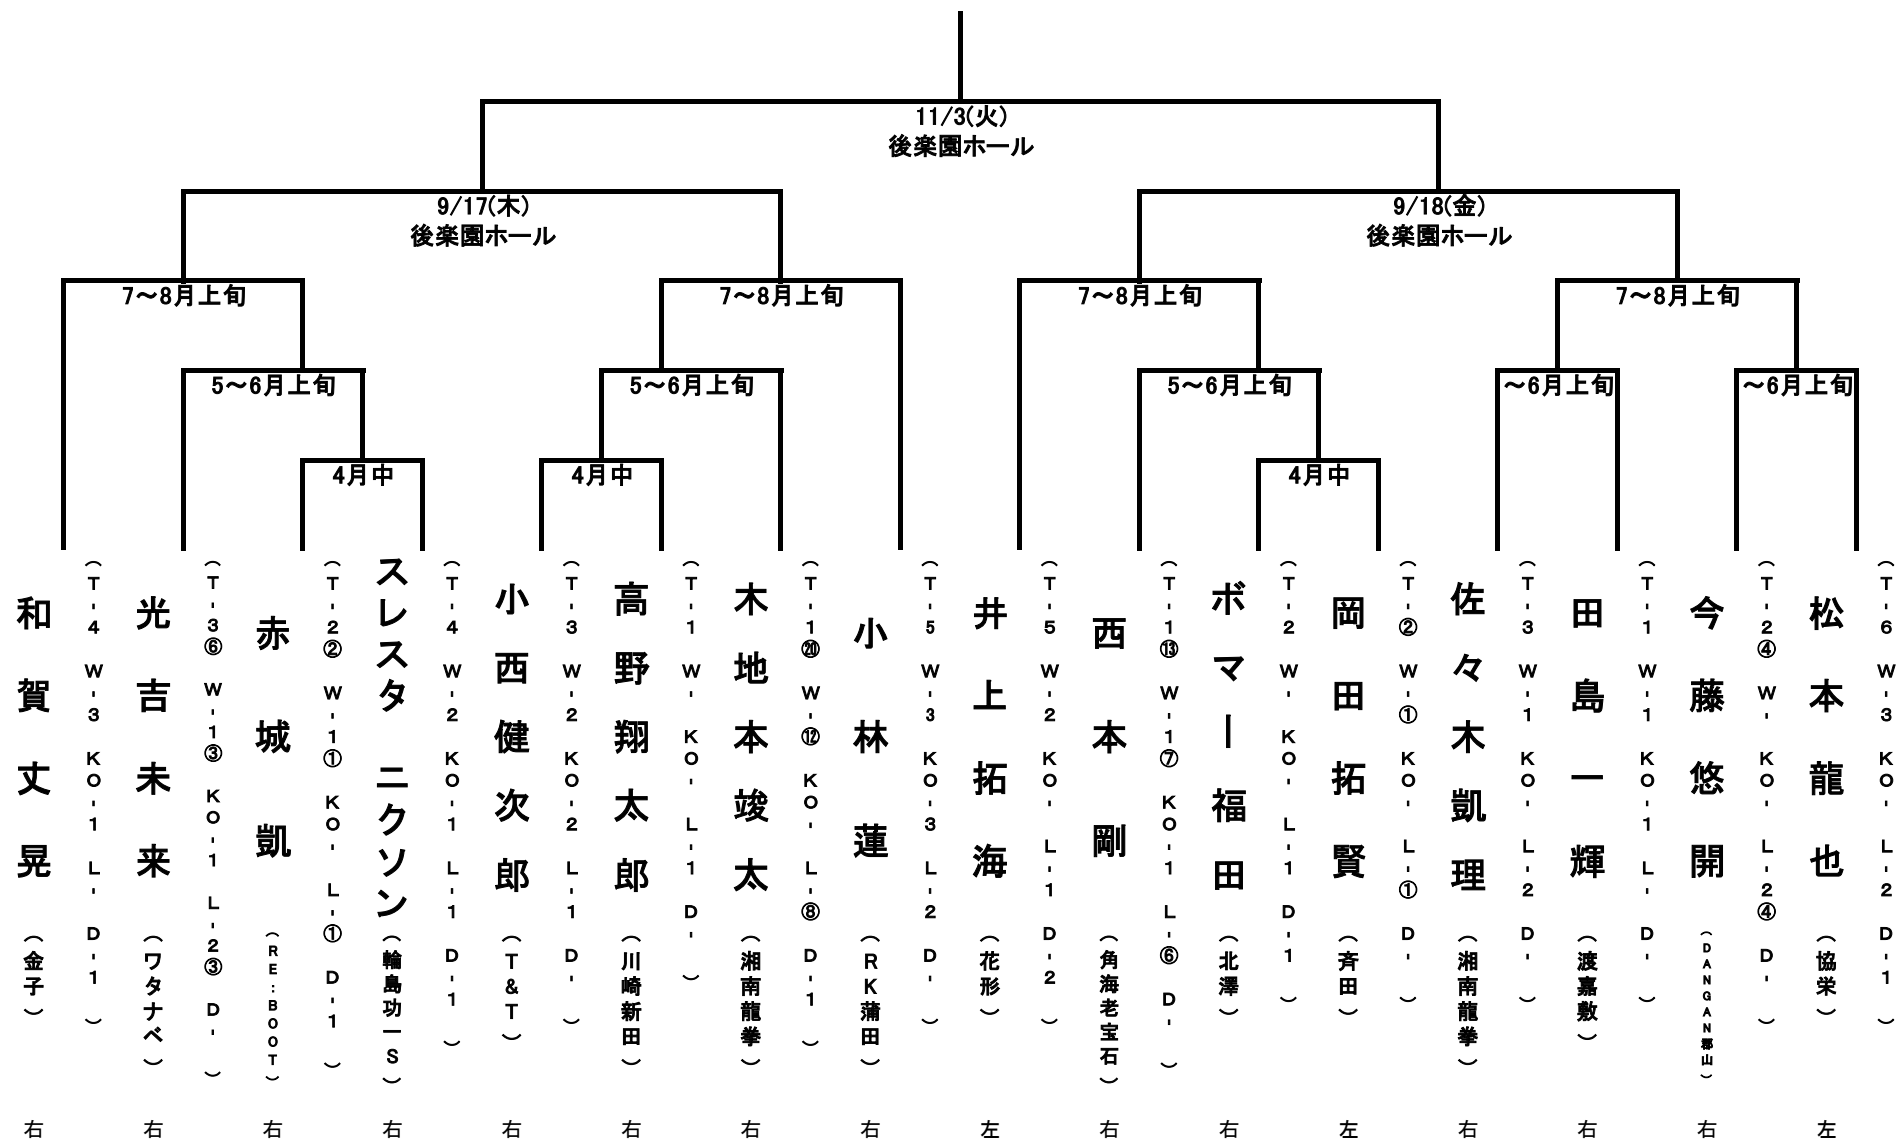 11/3(火)
後楽園ホール
9/17(木)
後楽園ホール
9/18(金)
後楽園ホール
7～8月上旬
7～8月上旬
7～8月上旬
7～8月上旬
5～6月上旬
5～6月上旬
5～6月上旬
～6月上旬
～6月上旬
4月中
4月中
4月中
和賀丈晃（金子）右
（T-4 W-3 KO-1 L- D-1 ）
光吉未来（ワタナベ）右
（T-3⑥ W-1③ KO-1 L-2③ D- ）
赤城凱（RE:BOOT）右
（T-2② W-1① KO- L-① D-1 ）
スレスタ ニクソン（輪島功一S）右
（T-4 W-2 KO-1 L-1 D-1 ）
小西健次郎（T&T）右
（T-3 W-2 KO-2 L-1 D- ）
高野翔太郎（川崎新田）右
（T-1 W- KO- L-1 D- ）
木地本竣太（湘南龍拳）右
（T-1⑳ W-⑫ KO- L-⑧ D-1 ）
小林蓮（RK蒲田）右
（T-5 W-3 KO-3 L-2 D- ）
井上拓海（花形）左
（T-5 W-2 KO- L-1 D-2 ）
西本剛（角海老宝石）右
（T-1⑬ W-1⑦ KO-1 L-⑥ D- ）
ボマー福田（北澤）右
（T-2 W- KO- L-1 D-1 ）
岡田拓賢（斉田）左
（T-② W-① KO- L-① D- ）
佐々木凱理（湘南龍拳）右
（T-3 W-1 KO- L-2 D- ）
田島一輝（渡嘉敷）右
（T-1 W-1 KO-1 L- D- ）
今藤悠開（DANGAN郡山）右
（T-2④ W- KO- L-2④ D- ）
松本龍也（協栄）左
（T-6 W-3 KO- L-2 D-1 ）